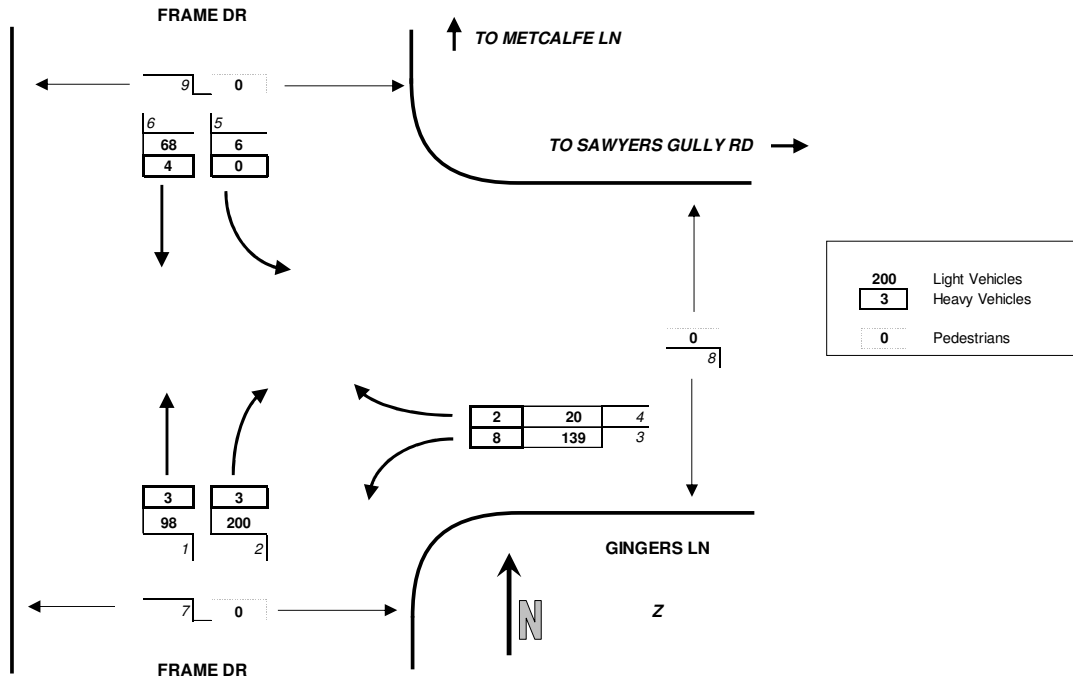 FRAME DR
TO METCALFE LN
9 0
6 5
68 6
4 0
TO SAWYERS GULLY RD
200 Light Vehicles
3 Heavy Vehicles
0 Pedestrians
0
8
2 20 4
8 139 3
3 3
98 200
1 2
GINGERS LN
7 0
N
Z
FRAME DR